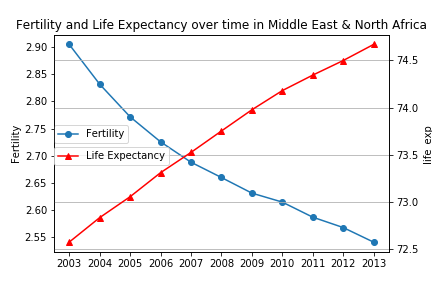 Fertility and Life Expectancy over time in Middle East & North Africa
2.90
2.85
2.80
2.75
2.70
2.65
2.60
2.55
Fertility
Fertility
Life Expectancy
74.5
74.0
73.5
73.0
72.5
life_exp
2003 2004 2005 2006 2007 2008 2009 2010 2011 2012 2013